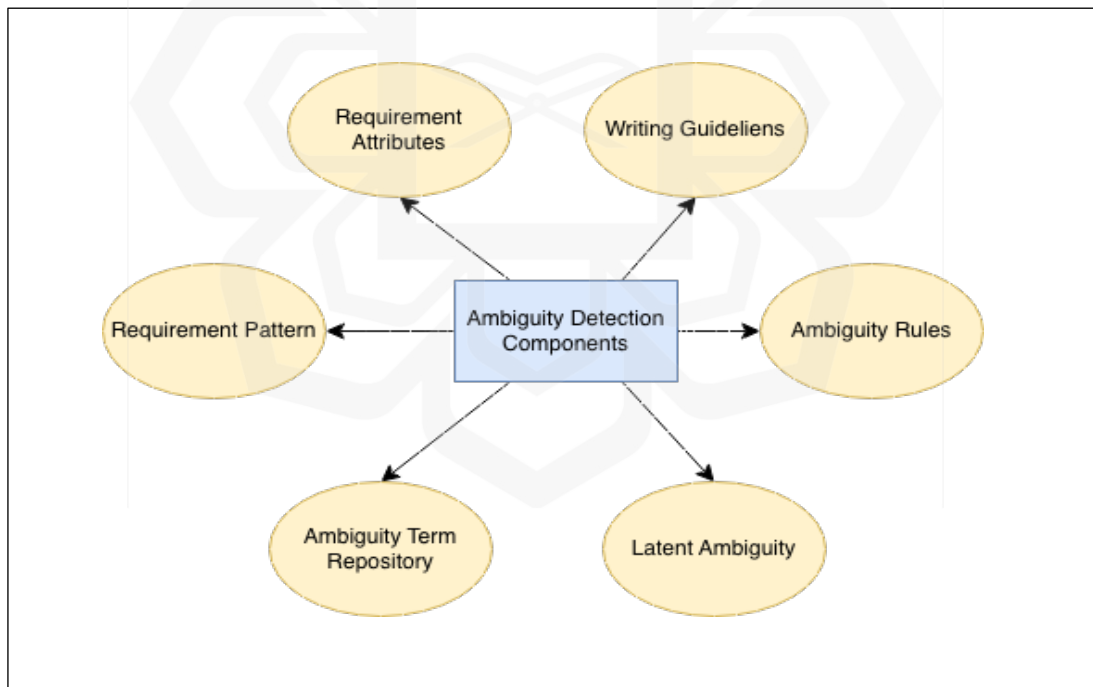 Requirement
Attributes
Writing Guideliens
Requirement Pattern
Ambiguity Detection
Components
Ambiguity Rules
Ambiguity Term
Repository
Latent Ambiguity